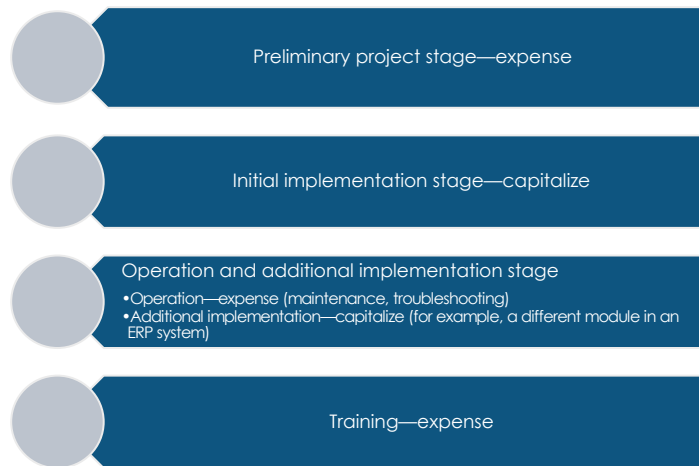 Preliminary project stage—expense
Initial implementation stage—capitalize
Operation and additional implementation stage
•Operation—expense (maintenance, troubleshooting)
•Additional implementation—capitalize (for example, a different module in an
ERP system)
Training—expense